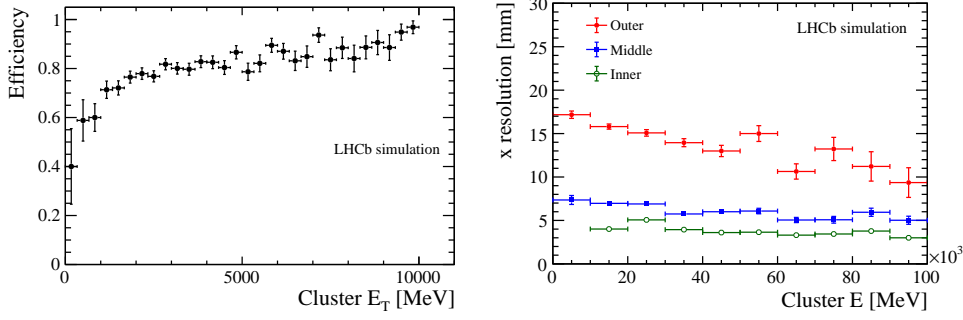 Efficiency
1
0.8
0.6
0.4
0.2
0
LHCb simulation
0 5000 10000
Cluster E_T [MeV]
x resolution [mm]
30
25
20
15
10
5
0
Outer
Middle
Inner
LHCb simulation
0 20 40 60 80 100
×10³
Cluster E [MeV]